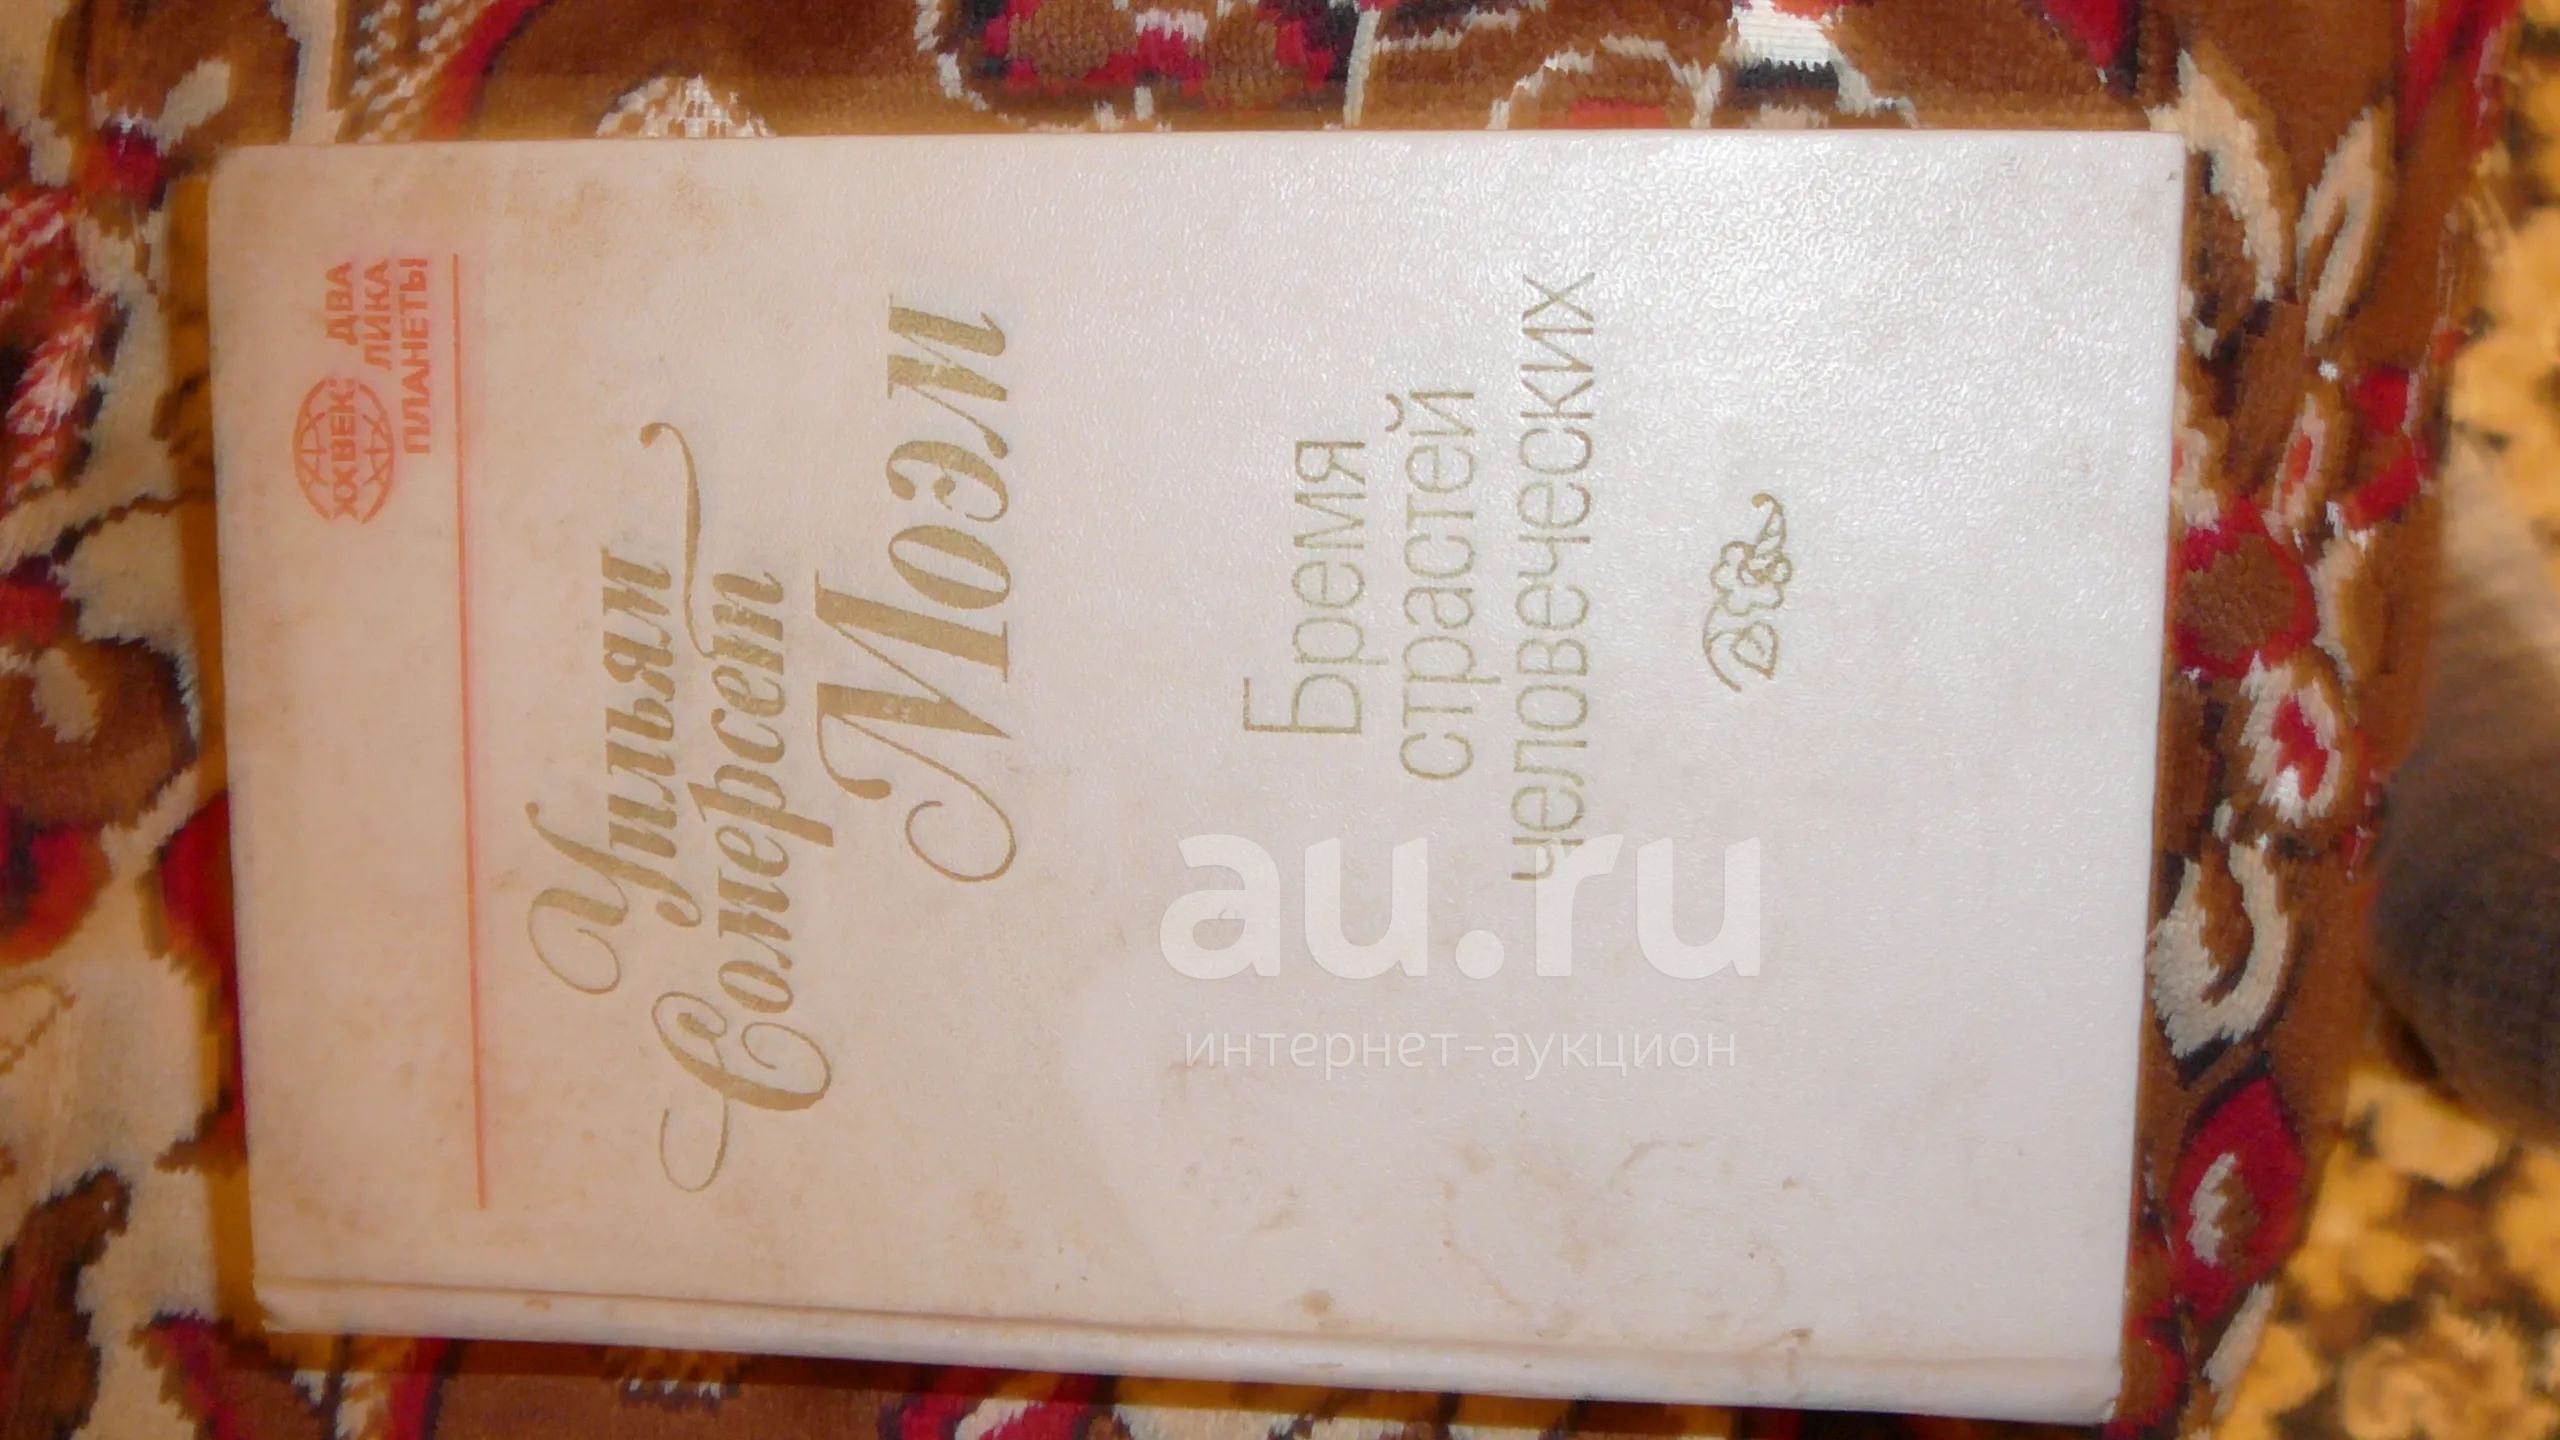 XX ВЕК:
ДВА
ЛИКА
ПЛАНЕТЫ
Уильям
Сомерсет
Моэм
Бремя
страстей
человеческих
au.ru
интернет-аукцион